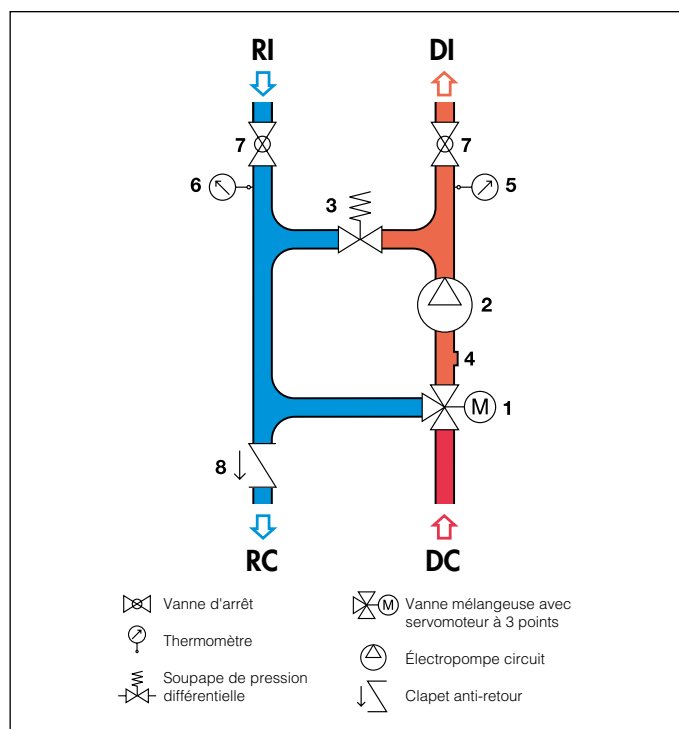 RI
DI
7
7
6
3
5
2
4
M
1
8
RC
DC
Vanne d'arrêt
Thermomètre
Soupape de pression
différentielle
M
Vanne mélangeuse avec
servomoteur à 3 points
Électropompe circuit
Clapet anti-retour